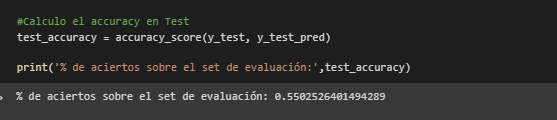 #Calculo el accuracy en Test
test_accuracy = accuracy_score(y_test, y_test_pred)
print('% de aciertos sobre el set de evaluación:',test_accuracy)
% de aciertos sobre el set de evaluación: 0.5502526401494289